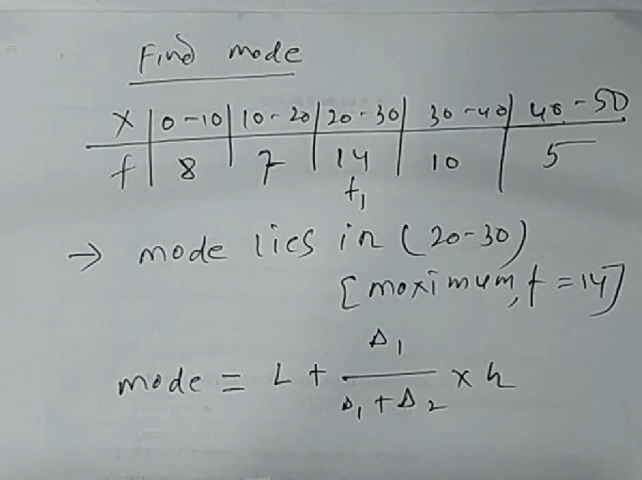 Find mode
X | 0-10 | 10-20 | 20-30 | 30-40 | 40-50
f | 8 | 7 | 14 | 10 | 5
f₁
→ mode lies in (20-30)
[moximum, f = 14]
mode = L + Δ₁ / (Δ₁ + Δ₂) × h